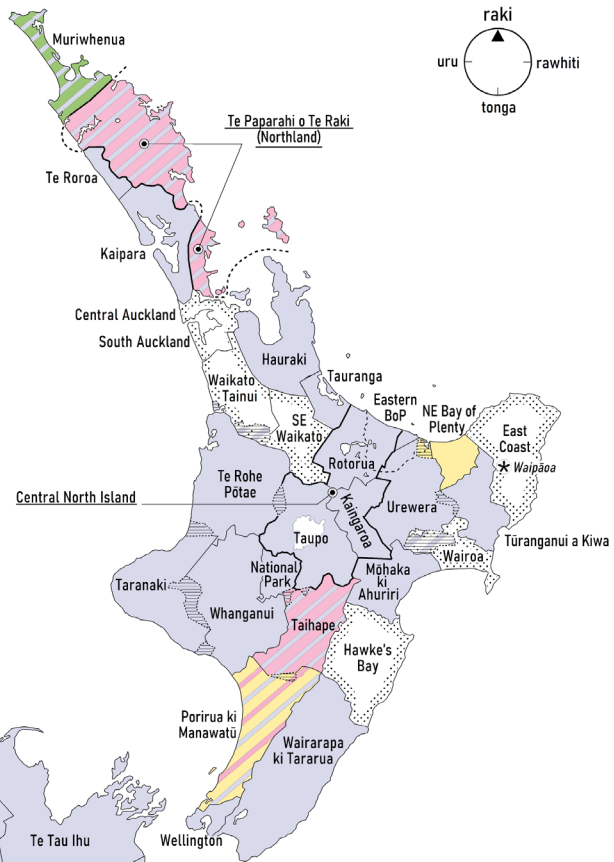 raki
uru
rawhiti
tonga
Muriwhenua
Te Paparahi o Te Raki
(Northland)
Te Roroa
Kaipara
Central Auckland
South Auckland
Hauraki
Waikato
Tainui
Tauranga
SE
Waikato
Eastern
BoP
NE Bay of
Plenty
East
Coast
* Waipāoa
Rotorua
Te Rohe
Pōtae
Central North Island
Kaingaroa
Urewera
Taupo
Tūranganui a Kiwa
Wairoa
National
Park
Mōhaka
ki
Ahuriri
Taranaki
Whanganui
Taihape
Hawke's
Bay
Porirua ki
Manawatū
Wairarapa
ki Tararua
Te Tau Ihu
Wellington